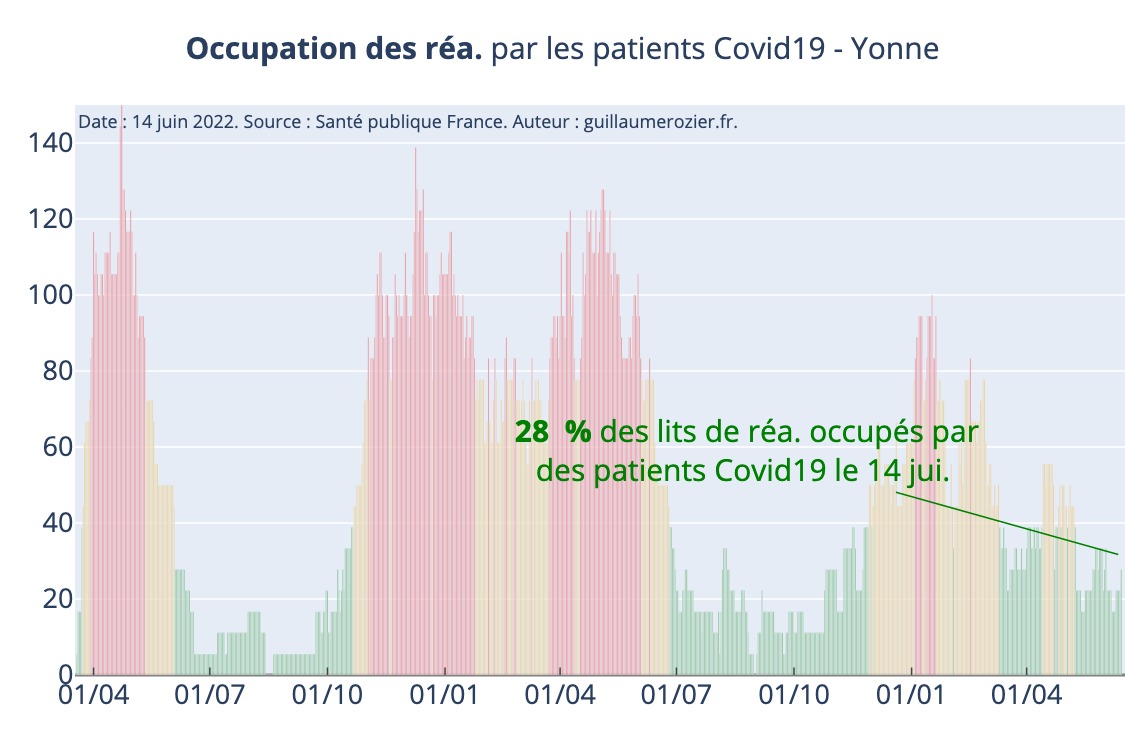 Occupation des réa. par les patients Covid19 - Yonne
Date : 14 juin 2022. Source : Santé publique France. Auteur : guillaumerozier.fr.
140
120
100
80
60
40
20
0
28 % des lits de réa. occupés par
des patients Covid19 le 14 jui.
01/04 01/07 01/10 01/01 01/04 01/07 01/10 01/01 01/04